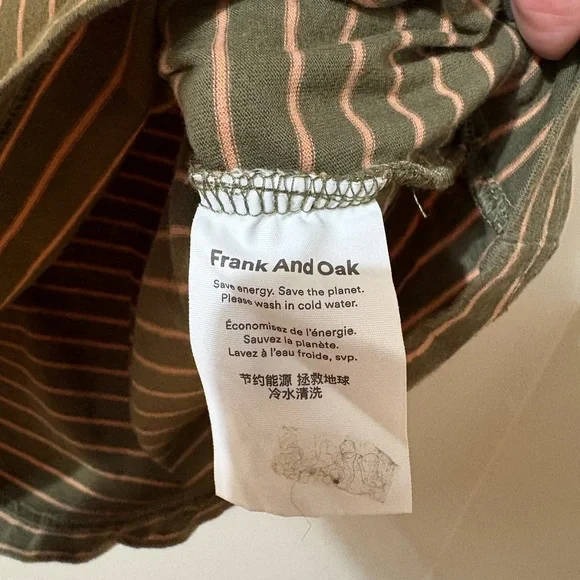 Frank And Oak
Save energy. Save the planet.
Please wash in cold water.
Économisez de l'énergie.
Sauvez la planète.
Lavez à l'eau froide, svp.
节约能源 拯救地球
冷水清洗